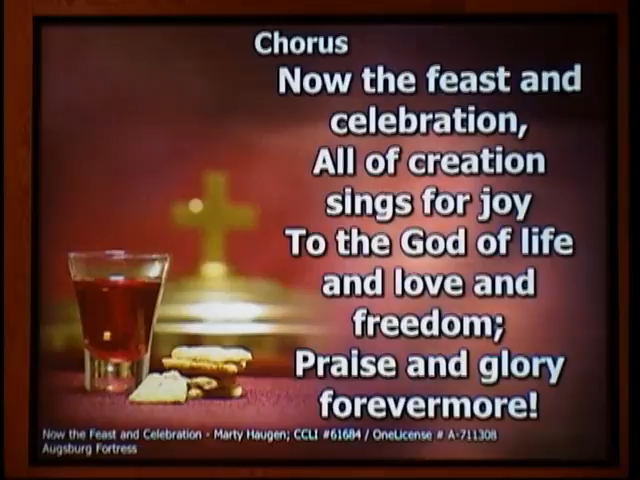 Chorus
Now the feast and
celebration,
All of creation
sings for joy
To the God of life
and love and
freedom;
Praise and glory
forevermore!
Now the Feast and Celebration - Marty Haugen; CCLI #61684 / OneLicense # A-711308
Augsburg Fortress